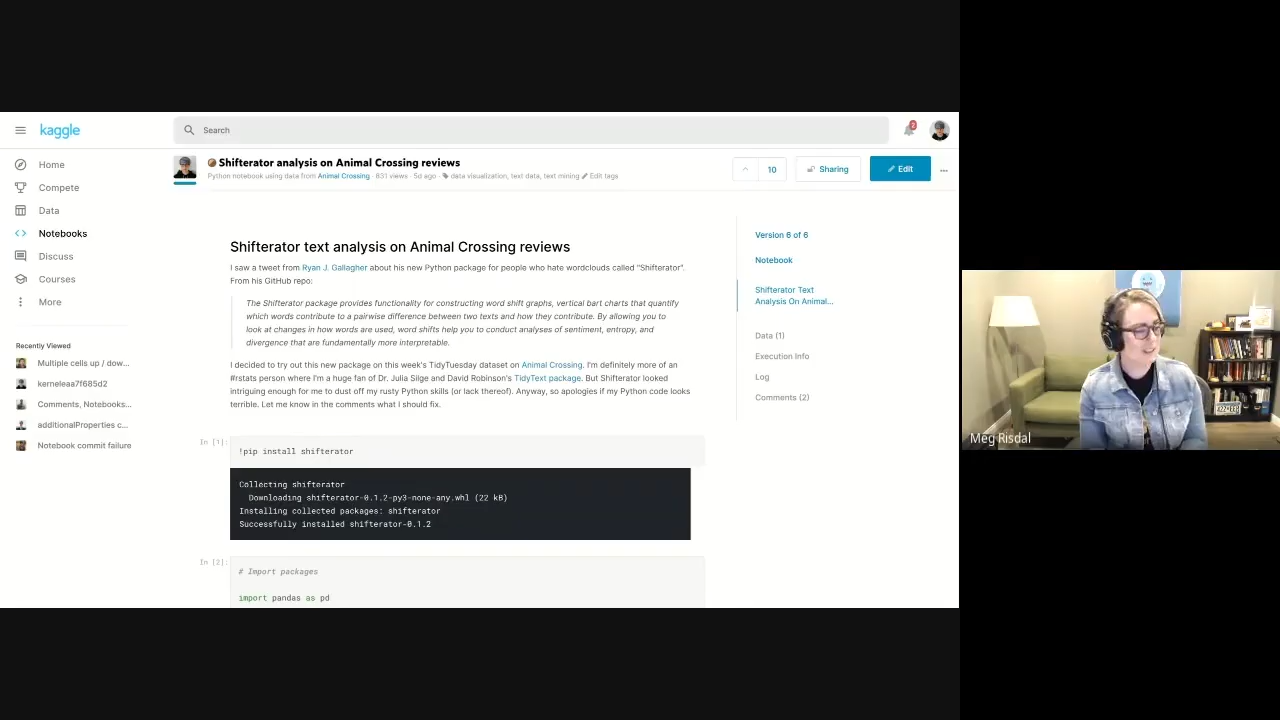 kaggle
Search
2
Home
Compete
Data
Notebooks
Discuss
Courses
More
Recently Viewed
Multiple cells up / dow...
kerneleaa7f685d2
Comments, Notebooks...
additionalProperties c...
Notebook commit failure
Shifterator analysis on Animal Crossing reviews
Python notebook using data from Animal Crossing · 831 views · 5d ago · data visualization, text data, text mining Edit tags
10
Sharing
Edit
Shifterator text analysis on Animal Crossing reviews
I saw a tweet from Ryan J. Gallagher about his new Python package for people who hate wordclouds called "Shifterator".
From his GitHub repo:
The Shifterator package provides functionality for constructing word shift graphs, vertical bart charts that quantify
which words contribute to a pairwise difference between two texts and how they contribute. By allowing you to
look at changes in how words are used, word shifts help you to conduct analyses of sentiment, entropy, and
divergence that are fundamentally more interpretable.
I decided to try out this new package on this week's TidyTuesday dataset on Animal Crossing. I'm definitely more of an
#rstats person where I'm a huge fan of Dr. Julia Silge and David Robinson's TidyText package. But Shifterator looked
intriguing enough for me to dust off my rusty Python skills (or lack thereof). Anyway, so apologies if my Python code looks
terrible. Let me know in the comments what I should fix.
In [1]:
!pip install shifterator
Collecting shifterator
Downloading shifterator-0.1.2-py3-none-any.whl (22 kB)
Installing collected packages: shifterator
Successfully installed shifterator-0.1.2
In [2]:
# Import packages
import pandas as pd
Version 6 of 6
Notebook
Shifterator Text
Analysis On Animal...
Data (1)
Execution Info
Log
Comments (2)
Meg Risdal